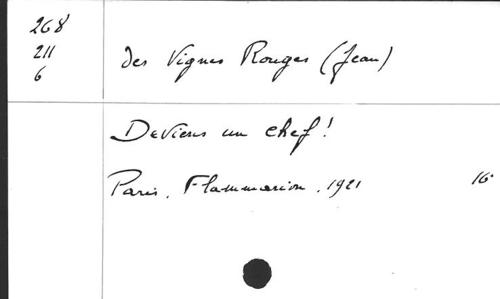 268
211
6
des Vignes Rouges (Jean)
Deviens un chef !
Paris, Flammarion, 1921 16°